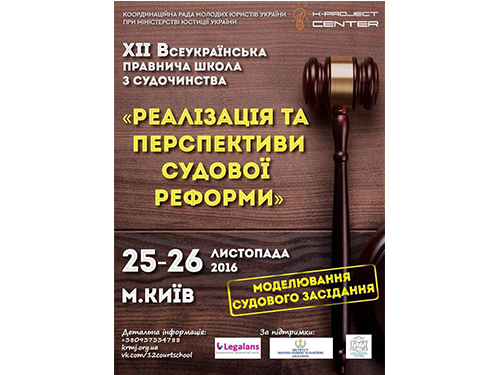 КООРДИНАЦІЙНА РАДА МОЛОДИХ ЮРИСТІВ УКРАЇНИ
ПРИ МІНІСТЕРСТВІ ЮСТИЦІЇ УКРАЇНИ
K-PROJECT
CENTER
XII ВСЕУКРАЇНСЬКА
ПРАВНИЧА ШКОЛА
З СУДОЧИНСТВА
«РЕАЛІЗАЦІЯ ТА
ПЕРСПЕКТИВИ
СУДОВОЇ
РЕФОРМИ»
25-26 ЛИСТОПАДА
2016
М.КИЇВ
МОДЕЛЮВАННЯ
СУДОВОГО ЗАСІДАННЯ
Детальна інформація:
+380937334788
krmj.org.ua
vk.com/12courtschool
За підтримки:
Legalans
ІНСТИТУТ